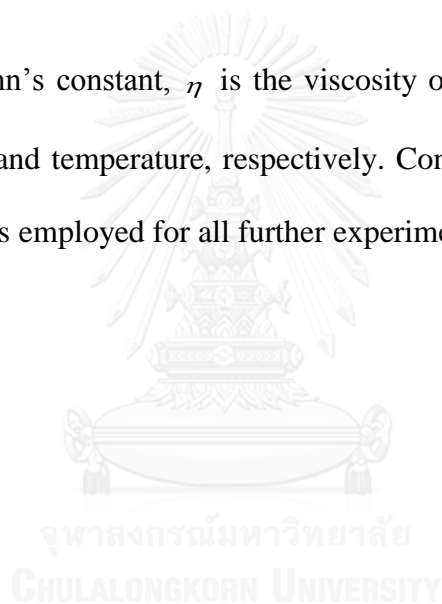 nn's constant, η is the viscosity o
and temperature, respectively. Con
s employed for all further experime
จุฬาลงกรณ์มหาวิทยาลัย
CHULALONGKORN UNIVERSITY